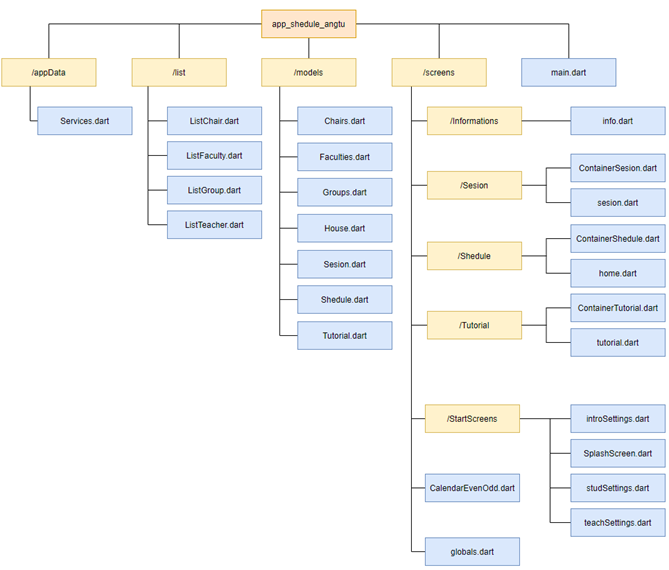 app_shedule_angtu
/appData
/list
/models
/screens
main.dart
Services.dart
ListChair.dart
ListFaculty.dart
ListGroup.dart
ListTeacher.dart
Chairs.dart
Faculties.dart
Groups.dart
House.dart
Sesion.dart
Shedule.dart
Tutorial.dart
/Informations
info.dart
/Sesion
ContainerSesion.dart
sesion.dart
/Shedule
ContainerShedule.dart
home.dart
/Tutorial
ContainerTutorial.dart
tutorial.dart
/StartScreens
introSettings.dart
SplashScreen.dart
studSettings.dart
teachSettings.dart
CalendarEvenOdd.dart
globals.dart